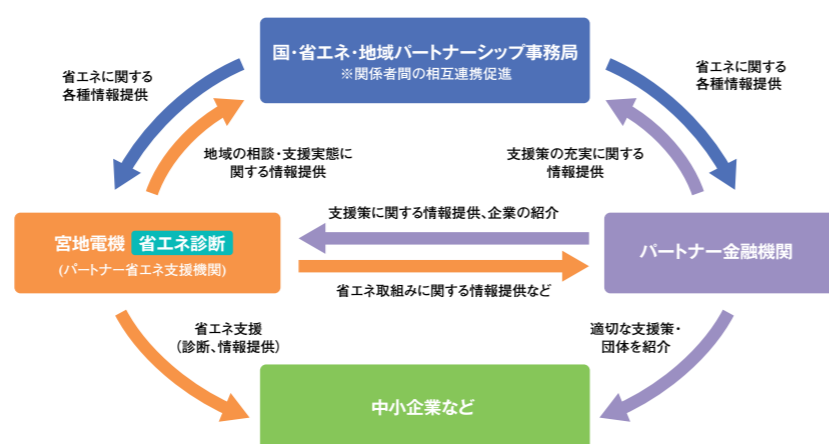 国・省エネ・地域パートナーシップ事務局
※関係者間の相互連携促進
省エネに関する
各種情報提供
省エネに関する
各種情報提供
地域の相談・支援実態に
関する情報提供
支援策の充実に関する
情報提供
支援策に関する情報提供、企業の紹介
宮地電機 省エネ診断
(パートナー省エネ支援機関)
パートナー金融機関
省エネ取組みに関する情報提供など
省エネ支援
（診断、情報提供）
適切な支援策・
団体を紹介
中小企業など